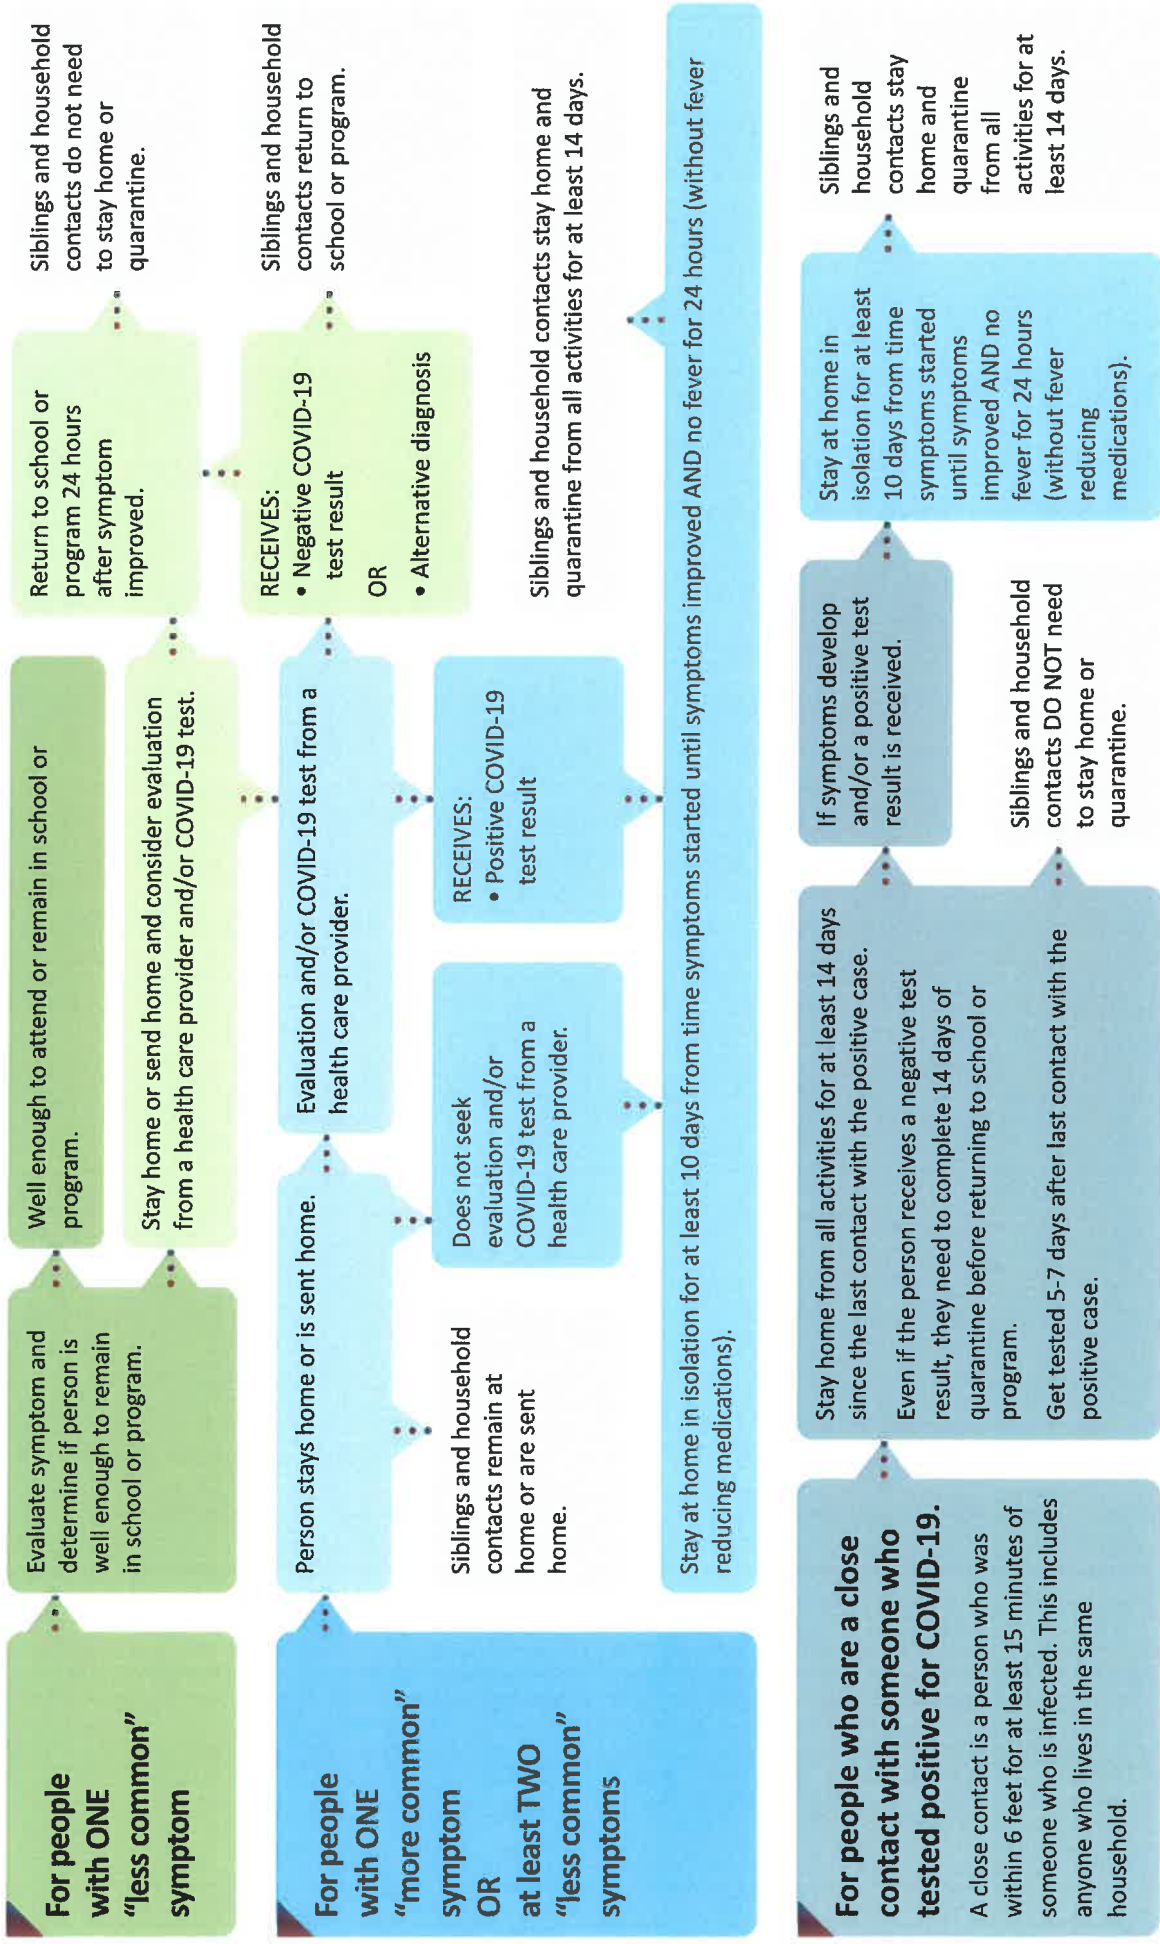 For people
with ONE
“less common”
symptom
Evaluate symptom and
determine if person is
well enough to remain
in school or program.
Well enough to attend or remain in school or
program.
Stay home or send home and consider evaluation
from a health care provider and/or COVID-19 test.
Return to school or
program 24 hours
after symptom
improved.
Siblings and household
contacts do not need
to stay home or
quarantine.
For people
with ONE
“more common”
symptom
OR
at least TWO
“less common”
symptoms
Person stays home or is sent home.
Siblings and household
contacts remain at
home or are sent
home.
Does not seek
evaluation and/or
COVID-19 test from a
health care provider.
Evaluation and/or COVID-19 test from a
health care provider.
RECEIVES:
• Positive COVID-19
test result
RECEIVES:
• Negative COVID-19
test result
OR
• Alternative diagnosis
Siblings and household
contacts return to
school or program.
Siblings and household contacts stay home and
quarantine from all activities for at least 14 days.
Stay at home in isolation for at least 10 days from time symptoms started until symptoms improved AND no fever for 24 hours (without fever
reducing medications).
For people who are a close
contact with someone who
tested positive for COVID-19.
A close contact is a person who was
within 6 feet for at least 15 minutes of
someone who is infected. This includes
anyone who lives in the same
household.
Stay home from all activities for at least 14 days
since the last contact with the positive case.
Even if the person receives a negative test
result, they need to complete 14 days of
quarantine before returning to school or
program.
Get tested 5-7 days after last contact with the
positive case.
If symptoms develop
and/or a positive test
result is received.
Siblings and household
contacts DO NOT need
to stay home or
quarantine.
Stay at home in
isolation for at least
10 days from time
symptoms started
until symptoms
improved AND no
fever for 24 hours
(without fever
reducing
medications).
Siblings and
household
contacts stay
home and
quarantine
from all
activities for at
least 14 days.